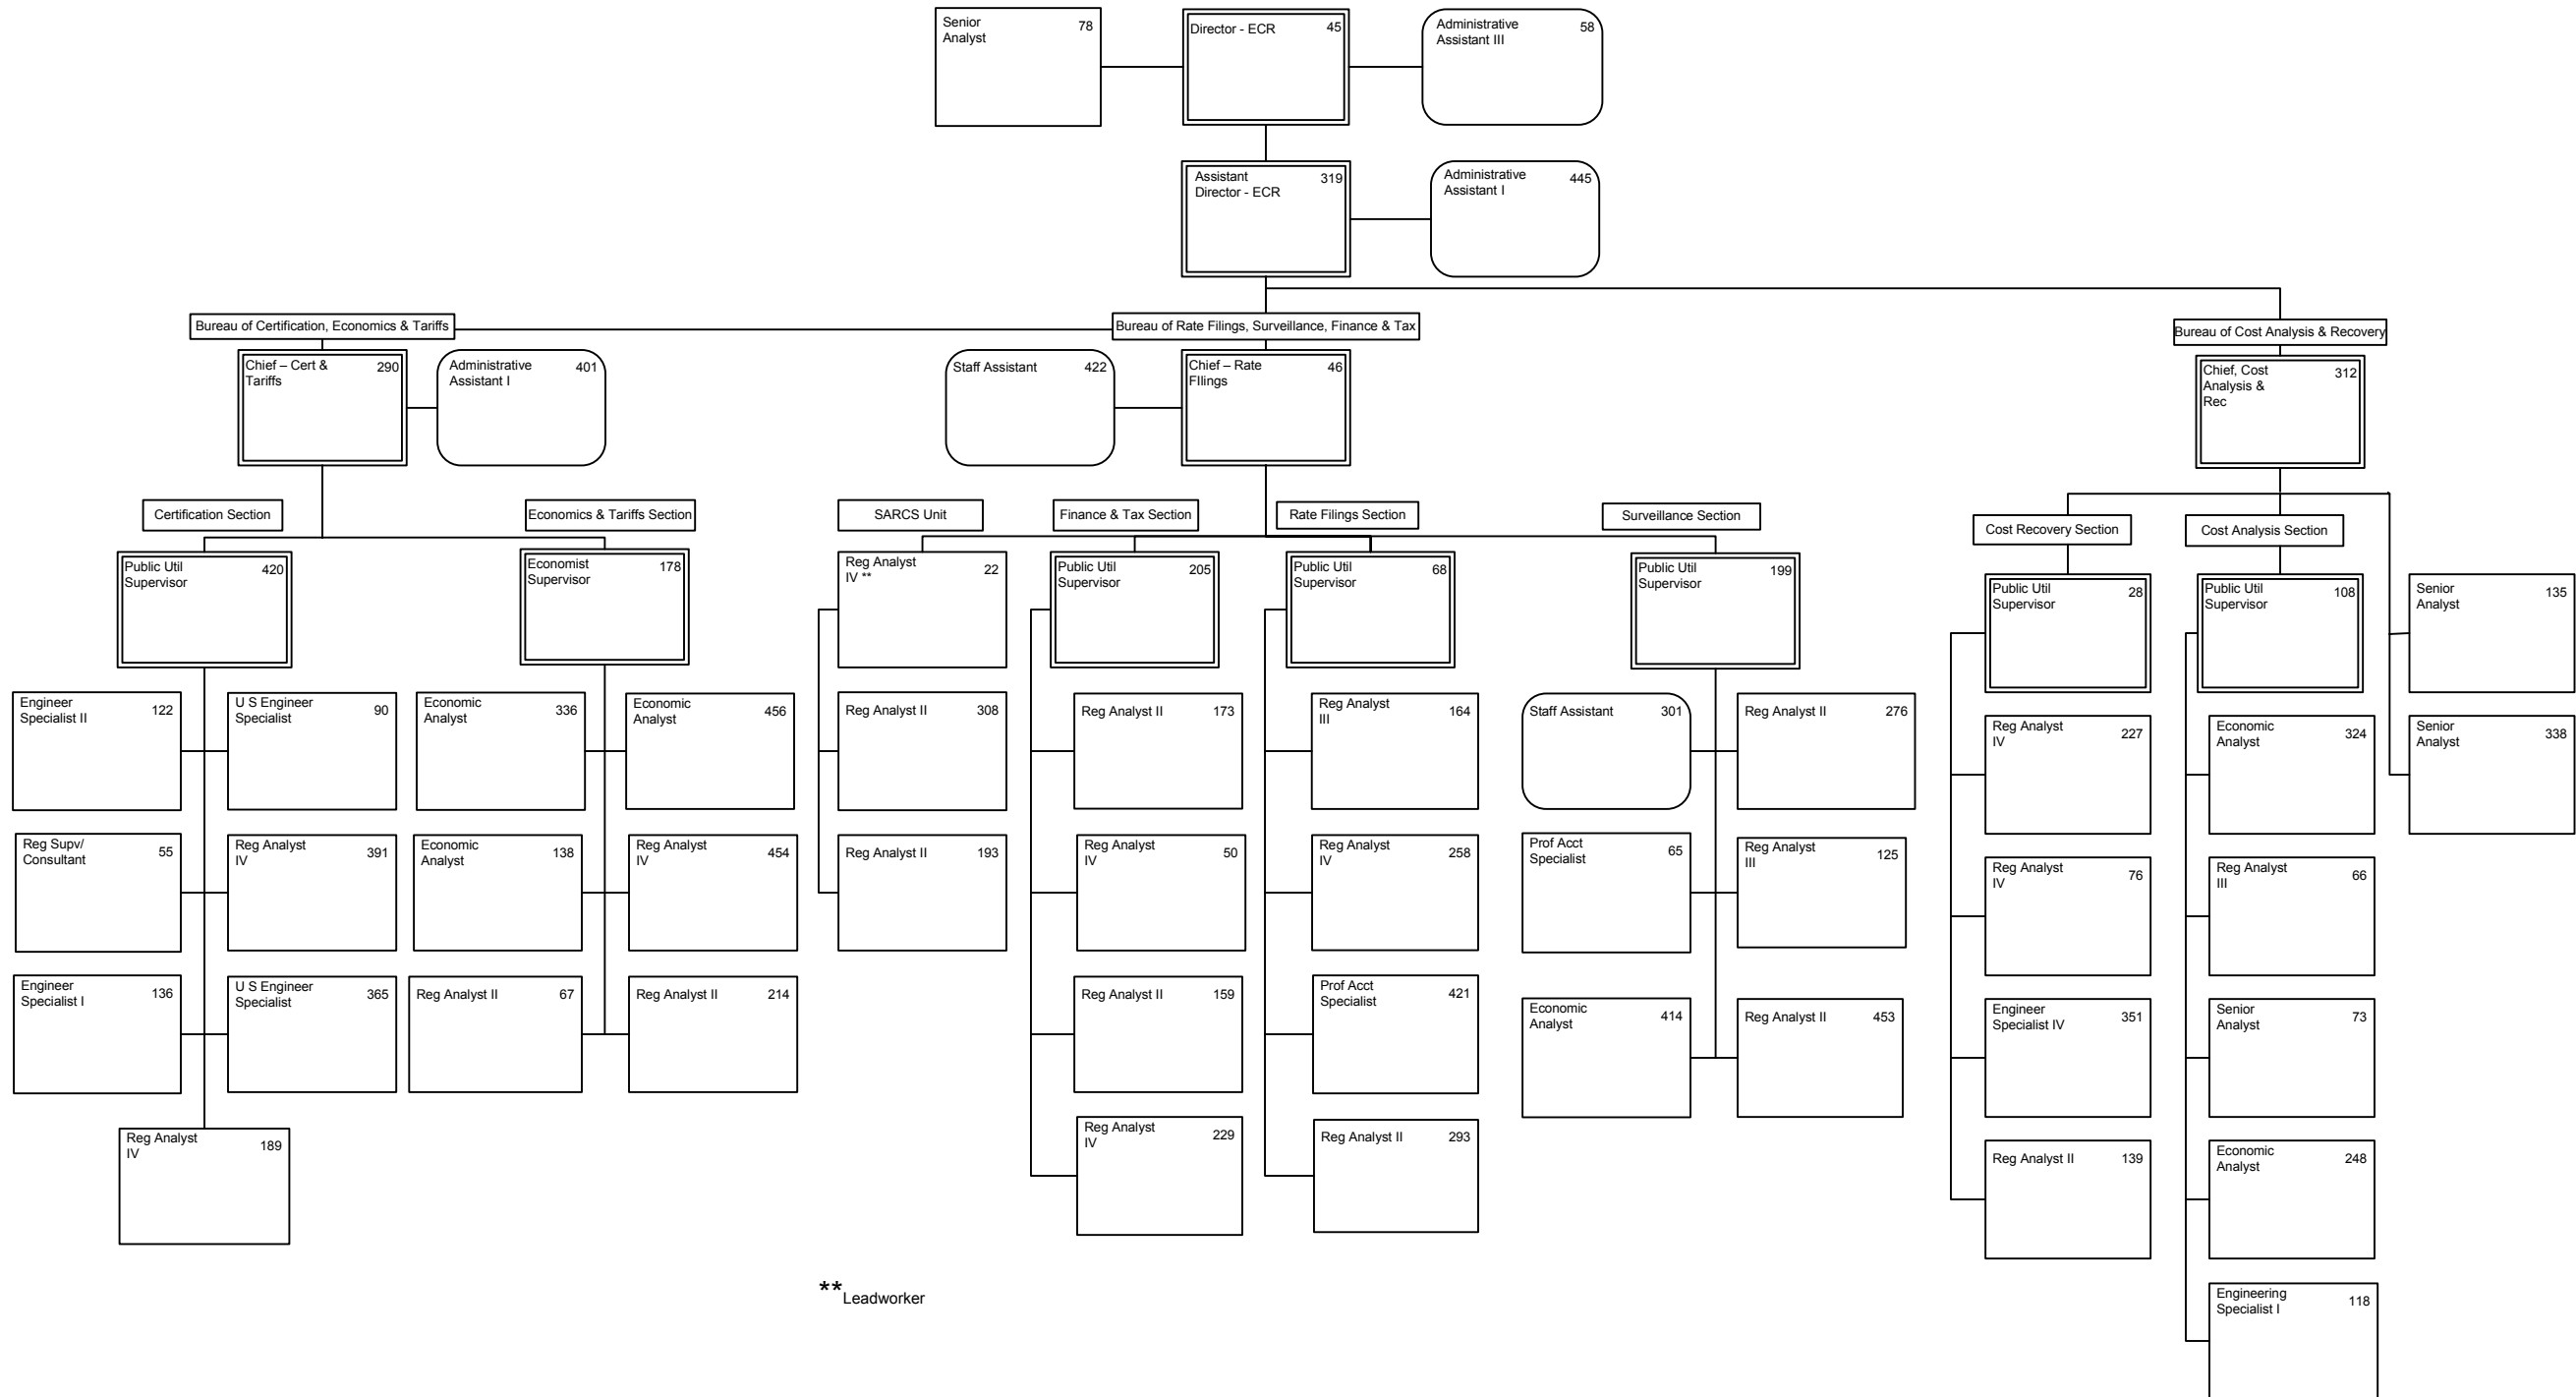 Senior
Analyst
78
Director - ECR
45
Administrative
Assistant III
58
Assistant
Director - ECR
319
Administrative
Assistant I
445
Bureau of Certification, Economics & Tariffs
Bureau of Rate Filings, Surveillance, Finance & Tax
Bureau of Cost Analysis & Recovery
Chief – Cert &
Tariffs
290
Administrative
Assistant I
401
Staff Assistant
422
Chief – Rate
FIlings
46
Chief, Cost
Analysis &
Rec
312
Certification Section
Economics & Tariffs Section
SARCS Unit
Finance & Tax Section
Rate Filings Section
Surveillance Section
Cost Recovery Section
Cost Analysis Section
Public Util
Supervisor
420
Economist
Supervisor
178
Reg Analyst
IV **
22
Public Util
Supervisor
205
Public Util
Supervisor
68
Public Util
Supervisor
199
Public Util
Supervisor
28
Public Util
Supervisor
108
Senior
Analyst
135
Engineer
Specialist II
122
U S Engineer
Specialist
90
Economic
Analyst
336
Economic
Analyst
456
Reg Analyst II
308
Reg Analyst II
173
Reg Analyst
III
164
Staff Assistant
301
Reg Analyst II
276
Reg Analyst
IV
227
Economic
Analyst
324
Senior
Analyst
338
Reg Supv/
Consultant
55
Reg Analyst
IV
391
Economic
Analyst
138
Reg Analyst
IV
454
Reg Analyst II
193
Reg Analyst
IV
50
Reg Analyst
IV
258
Prof Acct
Specialist
65
Reg Analyst
III
125
Reg Analyst
IV
76
Reg Analyst
III
66
Engineer
Specialist I
136
U S Engineer
Specialist
365
Reg Analyst II
67
Reg Analyst II
214
Reg Analyst II
159
Prof Acct
Specialist
421
Economic
Analyst
414
Reg Analyst II
453
Engineer
Specialist IV
351
Senior
Analyst
73
Reg Analyst
IV
189
Reg Analyst
IV
229
Reg Analyst II
293
Reg Analyst II
139
Economic
Analyst
248
**Leadworker
Engineering
Specialist I
118